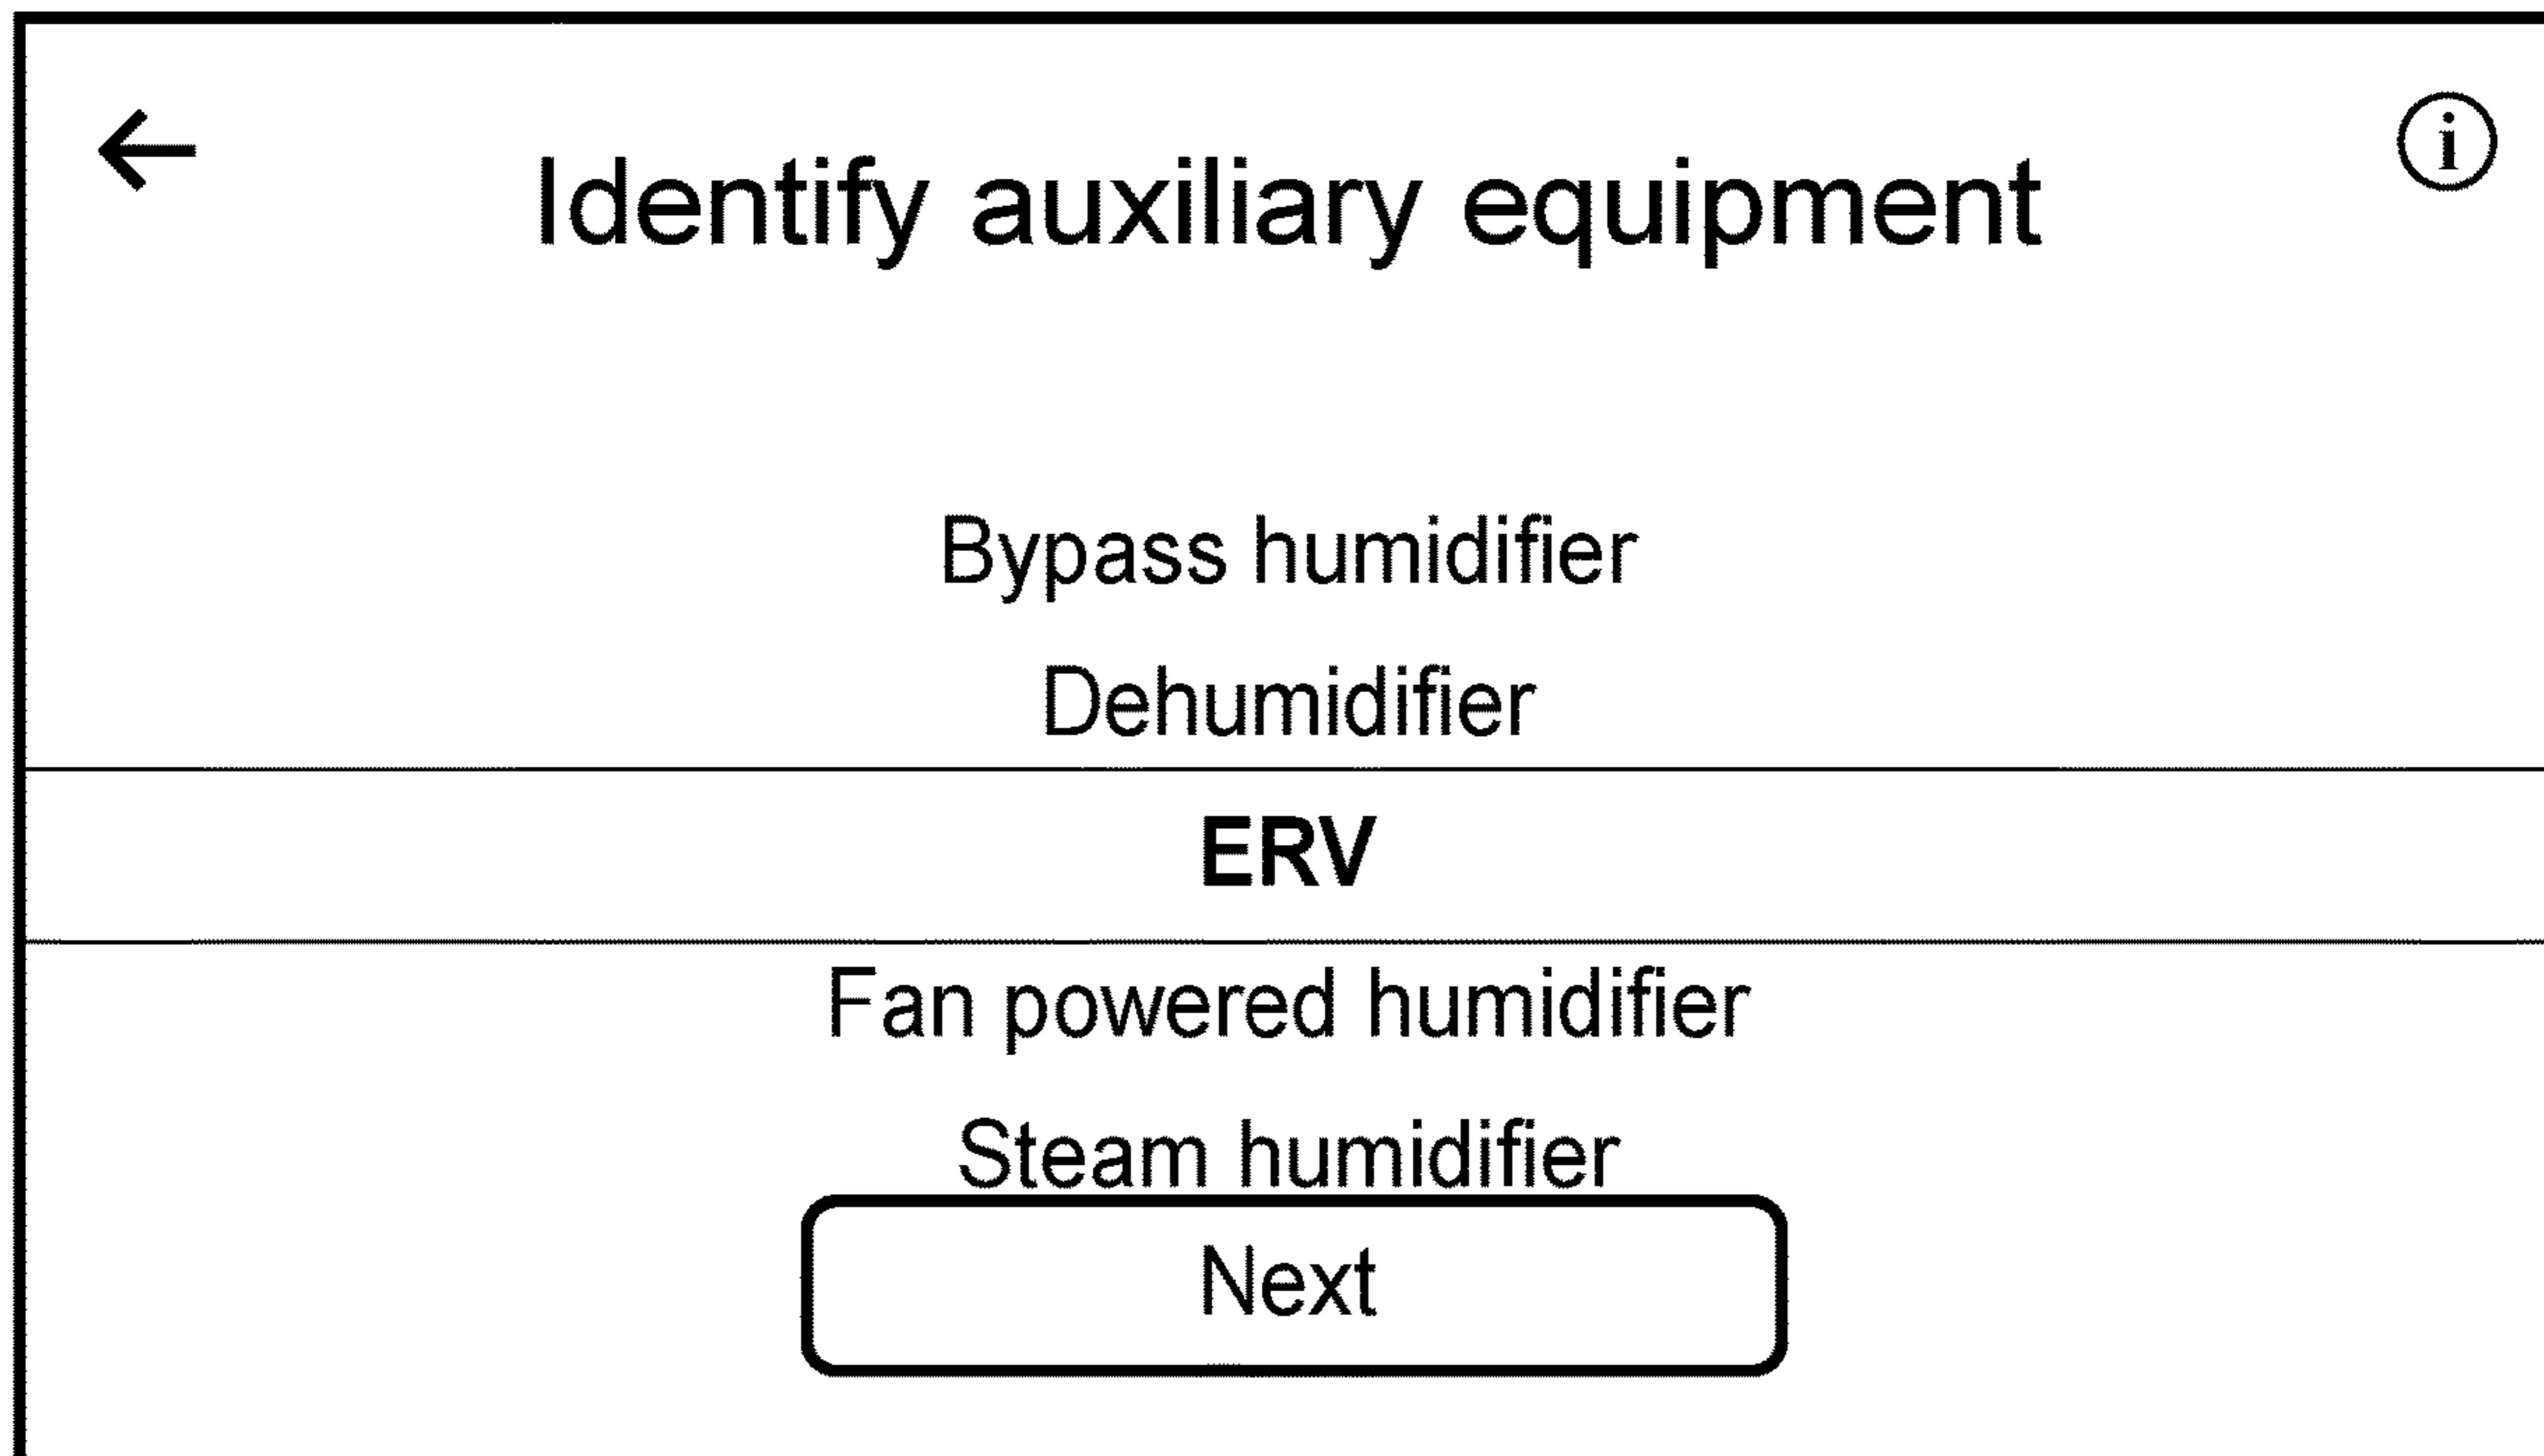 ←
Identify auxiliary equipment
i
Bypass humidifier
Dehumidifier
ERV
Fan powered humidifier
Steam humidifier
Next